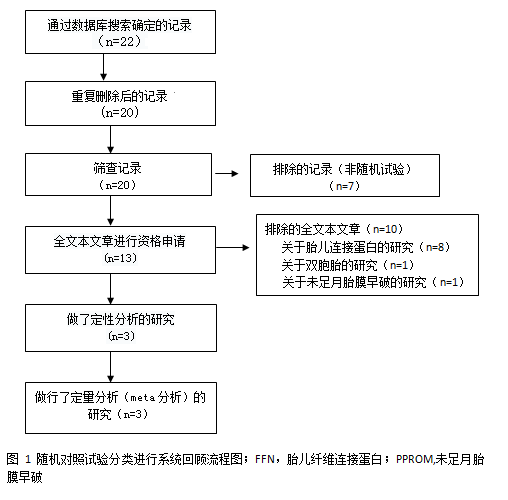 通过数据库搜索确定的记录
(n=22)
重复删除后的记录
(n=20)
筛查记录
(n=20)
排除的记录（非随机试验）
(n=7)
全文本文章进行资格申请
(n=13)
排除的全文本文章（n=10）
关于胎儿连接蛋白的研究（n=8）
关于双胞胎的研究（n=1）
关于未足月胎膜早破的研究（n=1）
做了定性分析的研究
(n=3)
做行了定量分析（meta 分析）的
研究（n=3）
图 1 随机对照试验分类进行系统回顾流程图；FFN，胎儿纤维连接蛋白；PPROM,未足月胎
膜早破